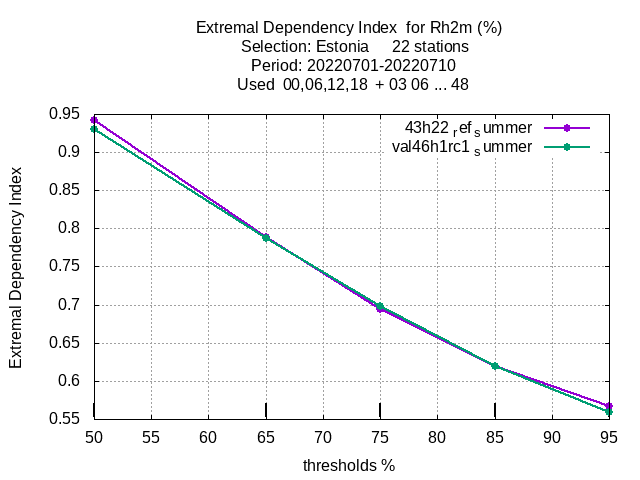 Extremal Dependency Index  for Rh2m (%)
Selection: Estonia     22 stations
Period: 20220701-20220710
Used  00,06,12,18  + 03 06 ... 48
43h22 ref summer
val46h1rc1 summer
Extremal Dependency Index
0.95
0.9
0.85
0.8
0.75
0.7
0.65
0.6
0.55
50 55 60 65 70 75 80 85 90 95
thresholds %